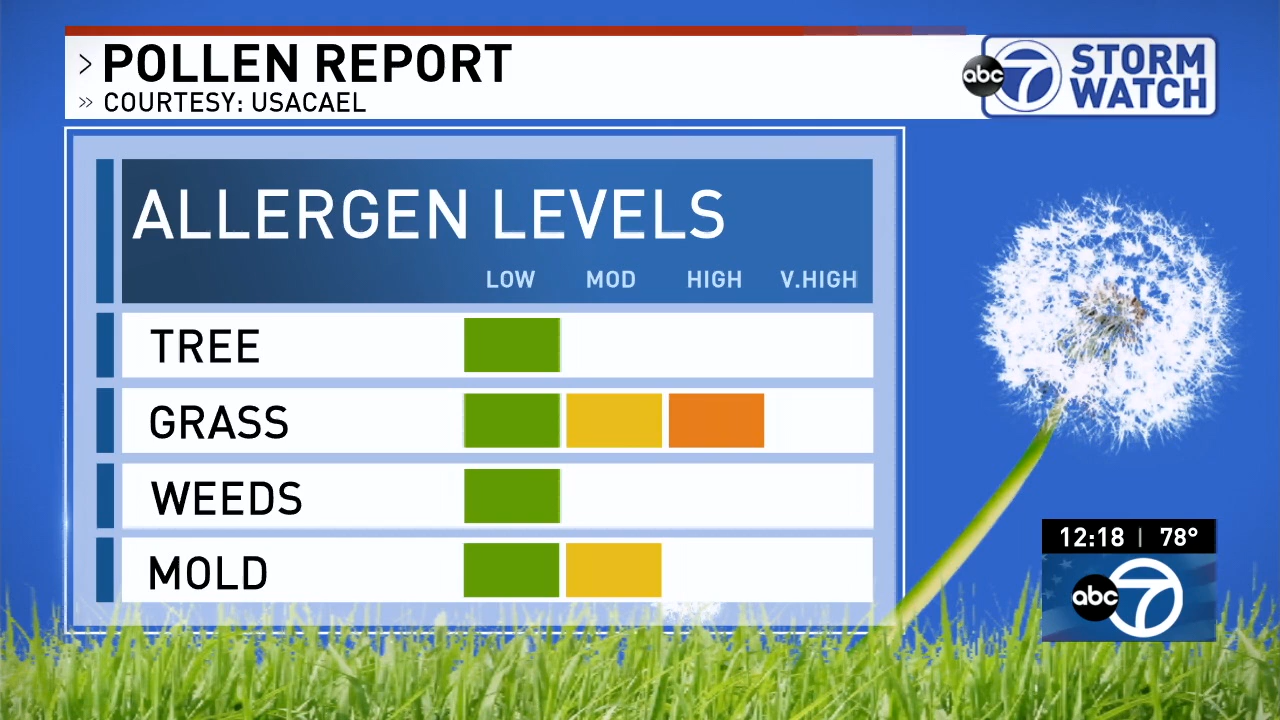 > POLLEN REPORT
» COURTESY: USACAEL
abc 7 STORM WATCH
ALLERGEN LEVELS
LOW MOD HIGH V.HIGH
TREE
GRASS
WEEDS
MOLD
12:18 | 78°
abc 7